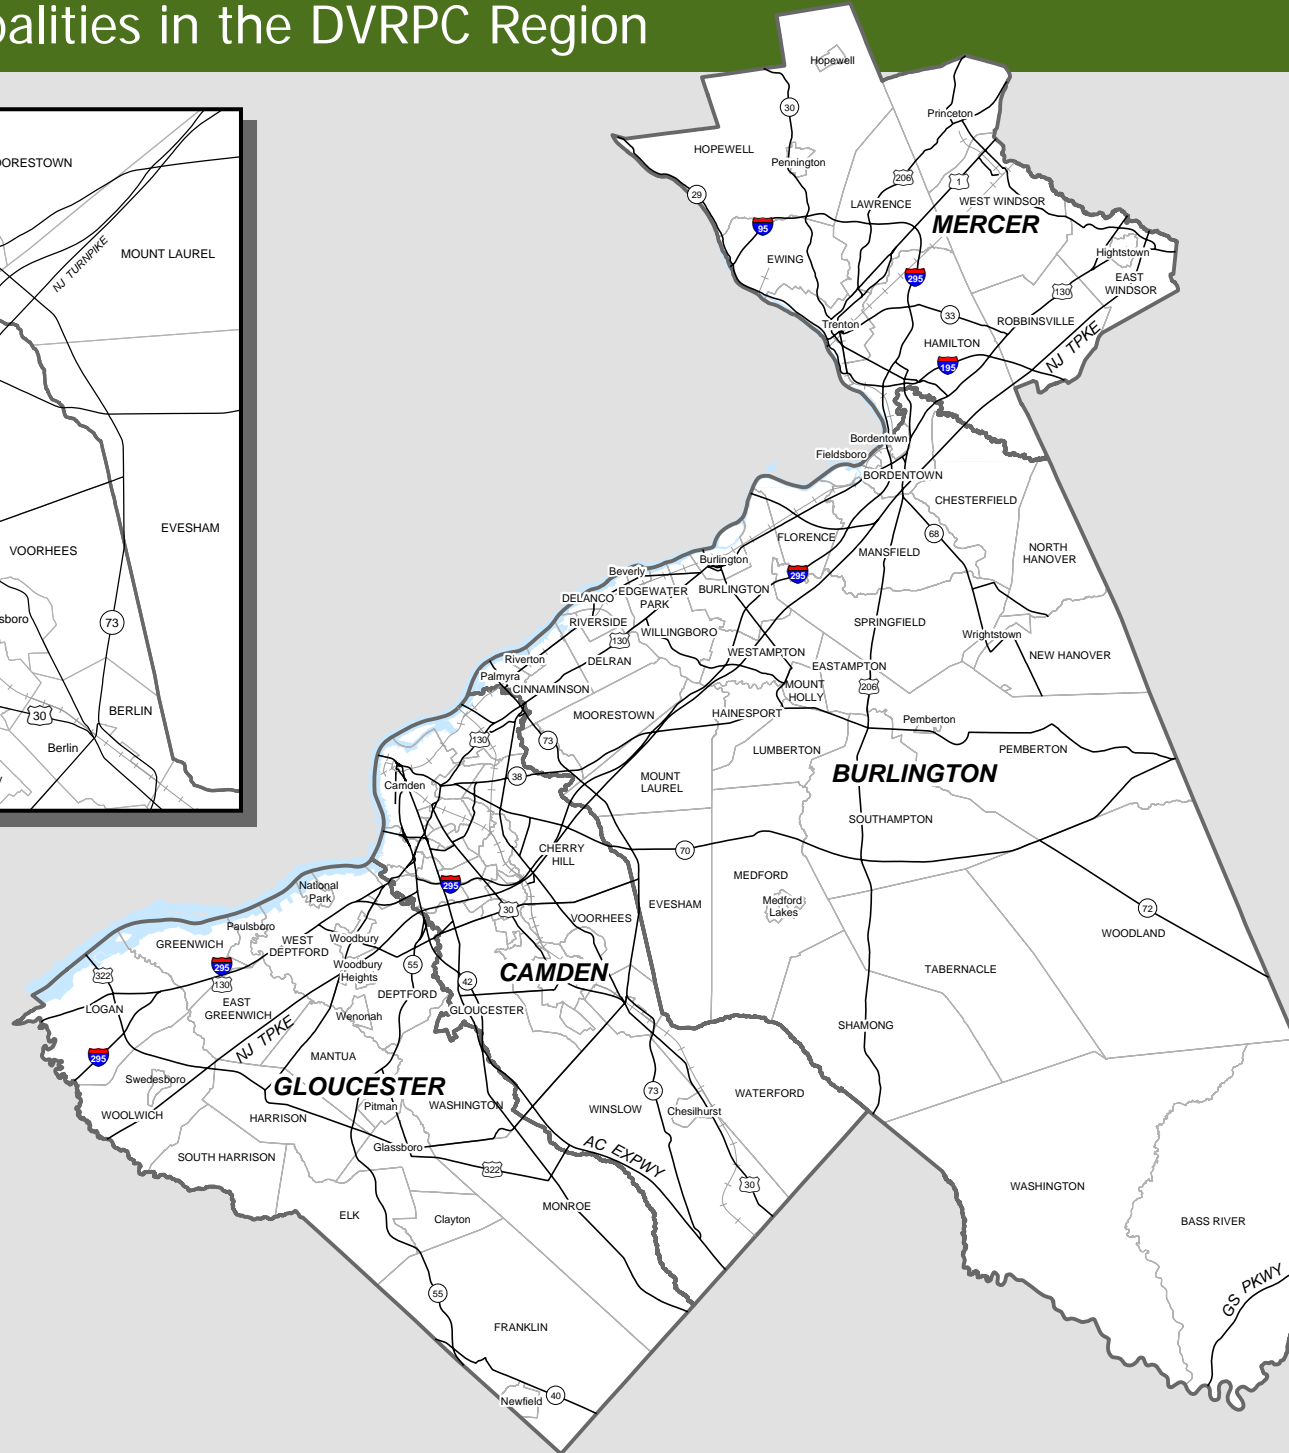 palities in the DVRPC Region
MOUNT LAUREL
NJ TURNPIKE
EVESHAM
VOORHEES
73
BERLIN
30
Berlin
Hopewell
30
Princeton
HOPEWELL
Pennington
206
1
29
LAWRENCE
WEST WINDSOR
95
MERCER
Hightstown
EWING
295
EAST
WINDSOR
130
33
ROBBINSVILLE
Trenton
HAMILTON
NJ TPKE
195
Bordentown
Fieldsboro
BORDENTOWN
CHESTERFIELD
68
FLORENCE
MANSFIELD
NORTH
HANOVER
Burlington
Beverly
295
DELANCO
EDGEWATER
PARK
BURLINGTON
RIVERSIDE
WILLINGBORO
130
SPRINGFIELD
Wrightstown
NEW HANOVER
WESTAMPTON
Riverton
DELRAN
EASTAMPTON
Palmyra
CINNAMINSON
MOUNT
HOLLY
206
MOORESTOWN
HAINESPORT
Pemberton
130
73
LUMBERTON
PEMBERTON
38
MOUNT
LAUREL
BURLINGTON
Camden
SOUTHAMPTON
CHERRY
HILL
70
295
MEDFORD
National
Park
30
EVESHAM
Medford
Lakes
72
VOORHEES
Paulsboro
WOODLAND
GREENWICH
WEST
DEPTFORD
Woodbury
295
130
Woodbury
Heights
55
CAMDEN
TABERNACLE
322
42
DEPTFORD
LOGAN
EAST
GREENWICH
Wenonah
GLOUCESTER
SHAMONG
NJ TPKE
295
MANTUA
Swedesboro
GLOUCESTER
73
WATERFORD
WOOLWICH
Pitman
WASHINGTON
WINSLOW
Chesilhurst
HARRISON
Glassboro
SOUTH HARRISON
322
AC EXPWY
30
WASHINGTON
ELK
Clayton
MONROE
BASS RIVER
55
GS PKWY
FRANKLIN
Newfield
40